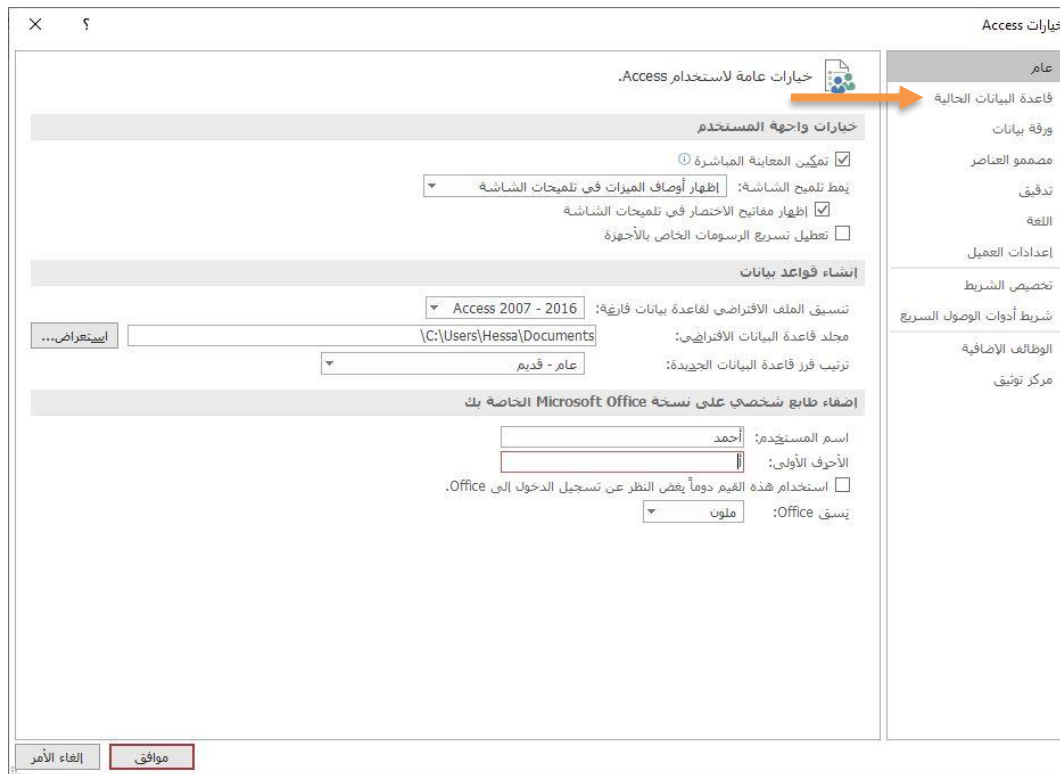 خيارات Access
؟
عام
قاعدة البيانات الحالية
ورقة بيانات
مصممو العناصر
تدقيق
اللغة
إعدادات العميل
تخصيص الشريط
شريط أدوات الوصول السريع
الوظائف الإضافية
مركز توثيق
خيارات عامة لاستخدام Access.
خيارات واجهة المستخدم
تمكين المعاينة المباشرة
نمط تلميح الشاشة: إظهار أوصاف الميزات في تلميحات الشاشة
إظهار مفاتيح الاختصار في تلميحات الشاشة
تعطيل تسريع الرسومات الخاص بالأجهزة
إنشاء قواعد بيانات
تنسيق الملف الافتراضي لقاعدة بيانات فارغة: Access 2007 - 2016
مجلد قاعدة البيانات الافتراضي: \C:\Users\Hessa\Documents استعراض...
ترتيب فرز قاعدة البيانات الجديدة: عام - قديم
إضفاء طابع شخصي على نسخة Microsoft Office الخاصة بك
اسم المستخدم: أحمد
الأحرف الأولى: أ
استخدام هذه القيم دوماً بغض النظر عن تسجيل الدخول إلى Office.
نسق Office: ملون
موافق إلغاء الأمر